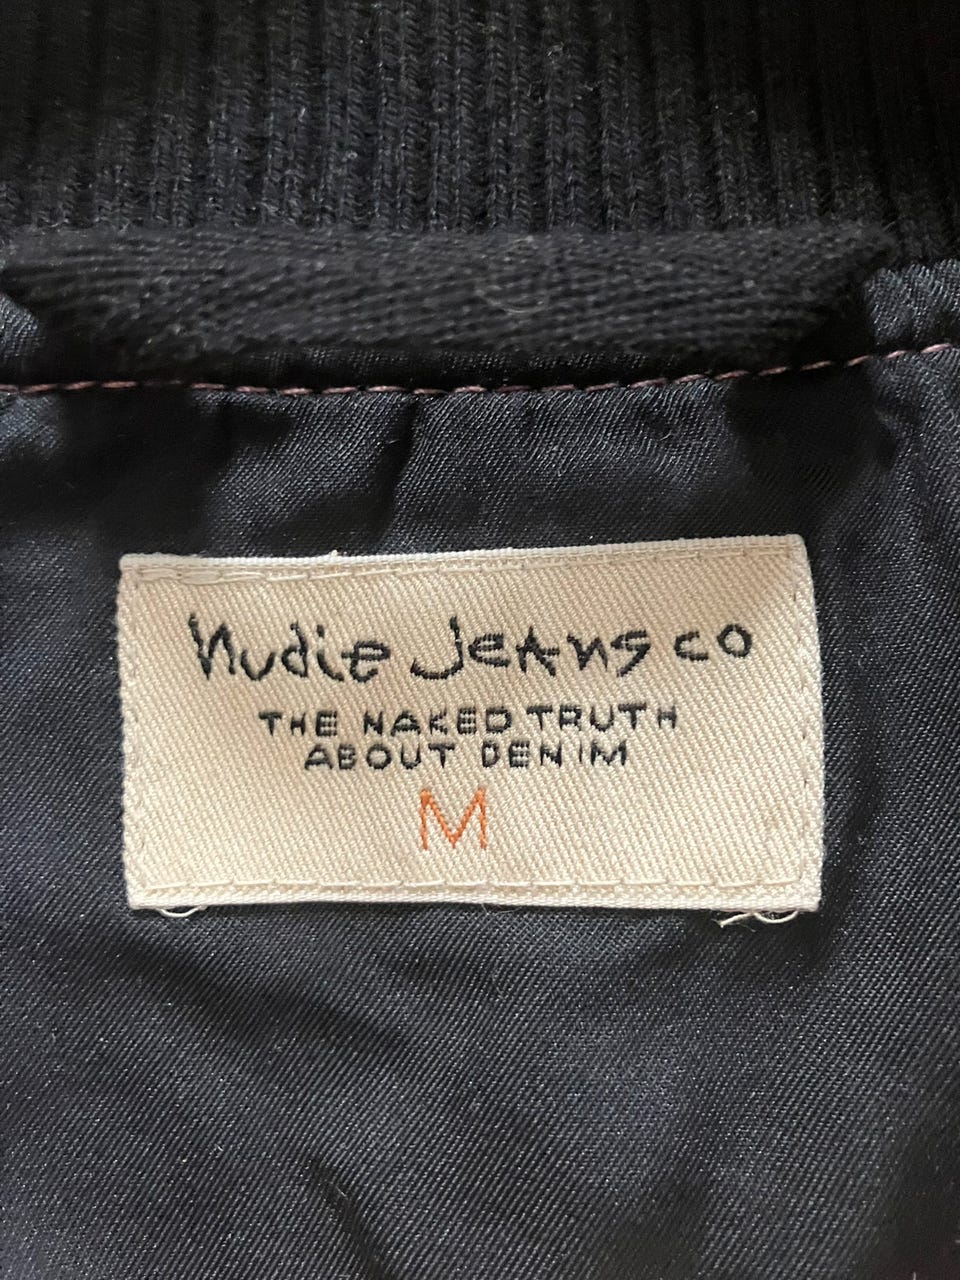 Nudie Jeans co
THE NAKED TRUTH
ABOUT DENIM
M